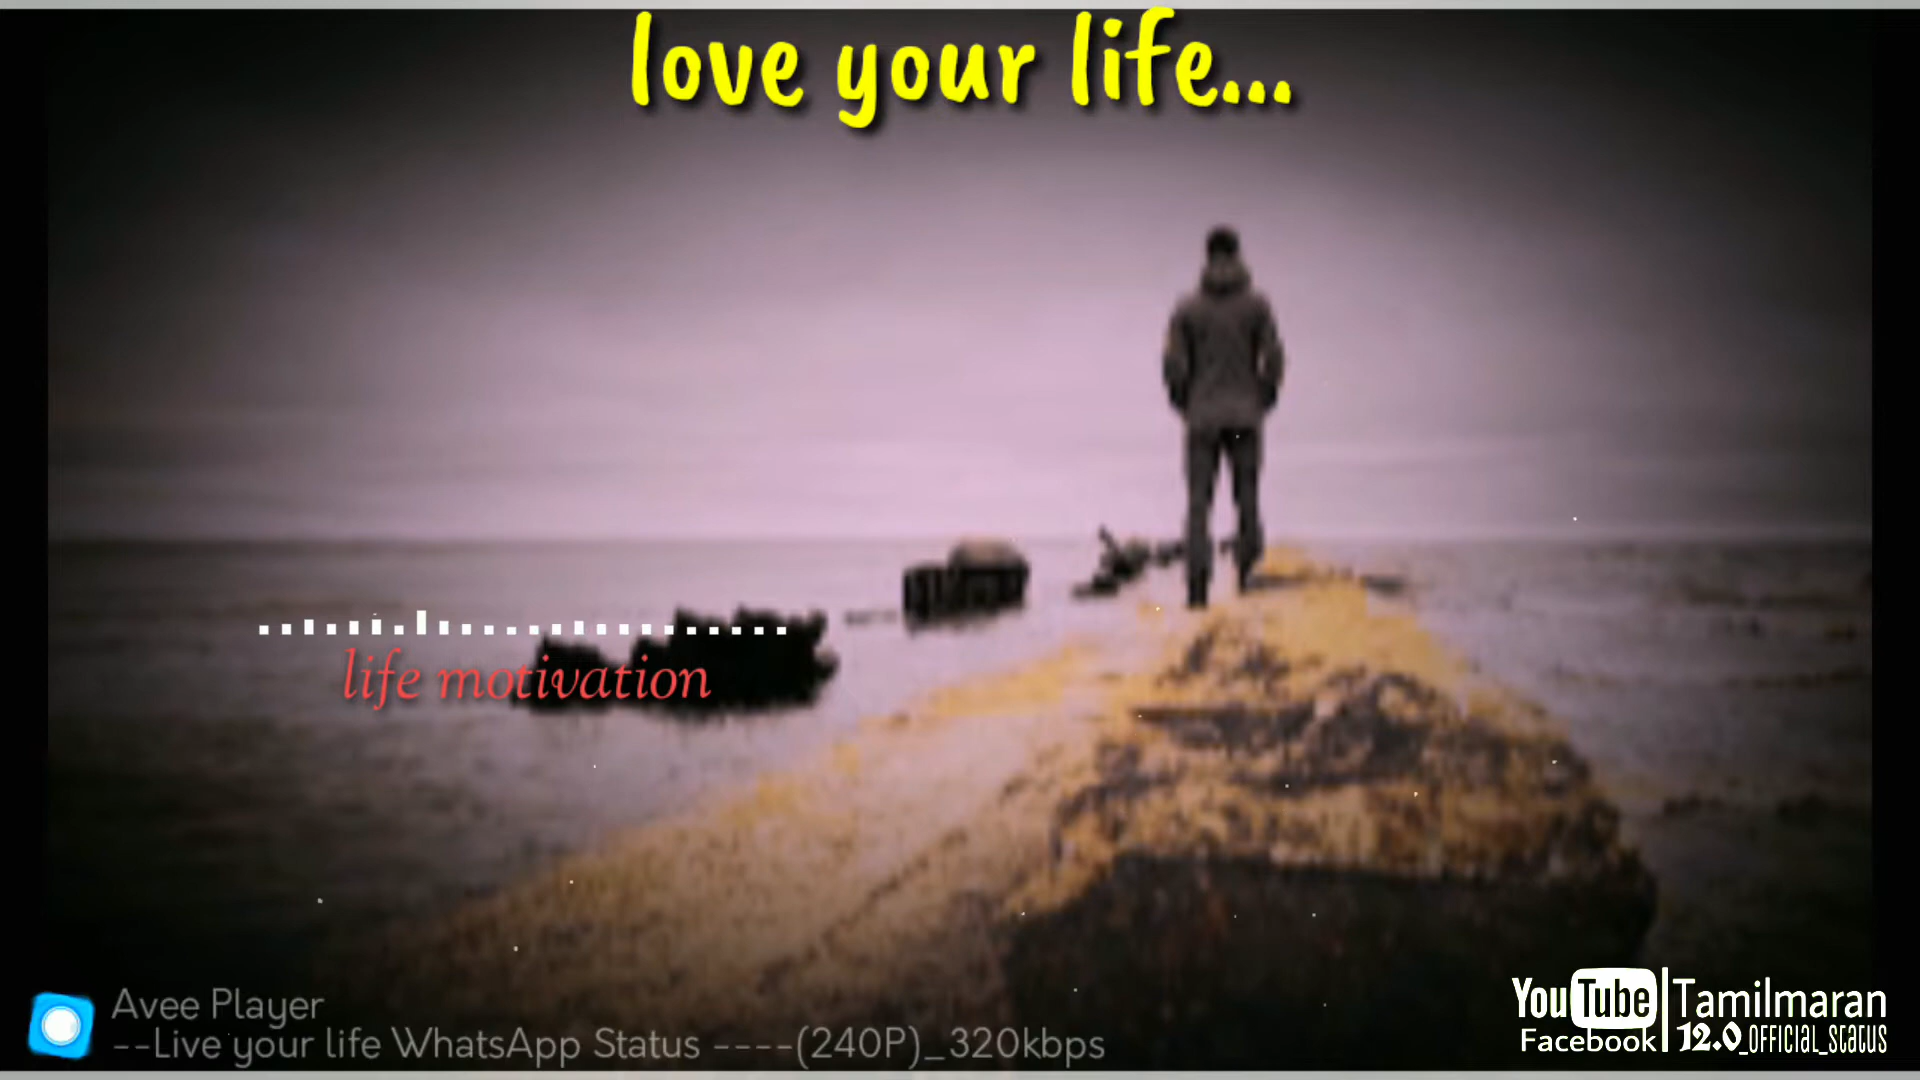 love your life...
life motivation
Avee Player
--Live your life WhatsApp Status ----(240P)_320kbps
YouTube Tamilmaran
Facebook 12.0_OFFICIAL_status